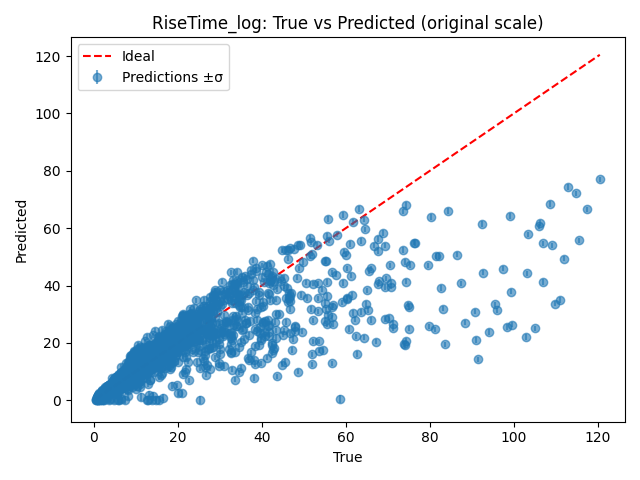 RiseTime_log: True vs Predicted (original scale)
Ideal
Predictions ±σ
120
100
80
60
40
20
0
Predicted
0 20 40 60 80 100 120
True